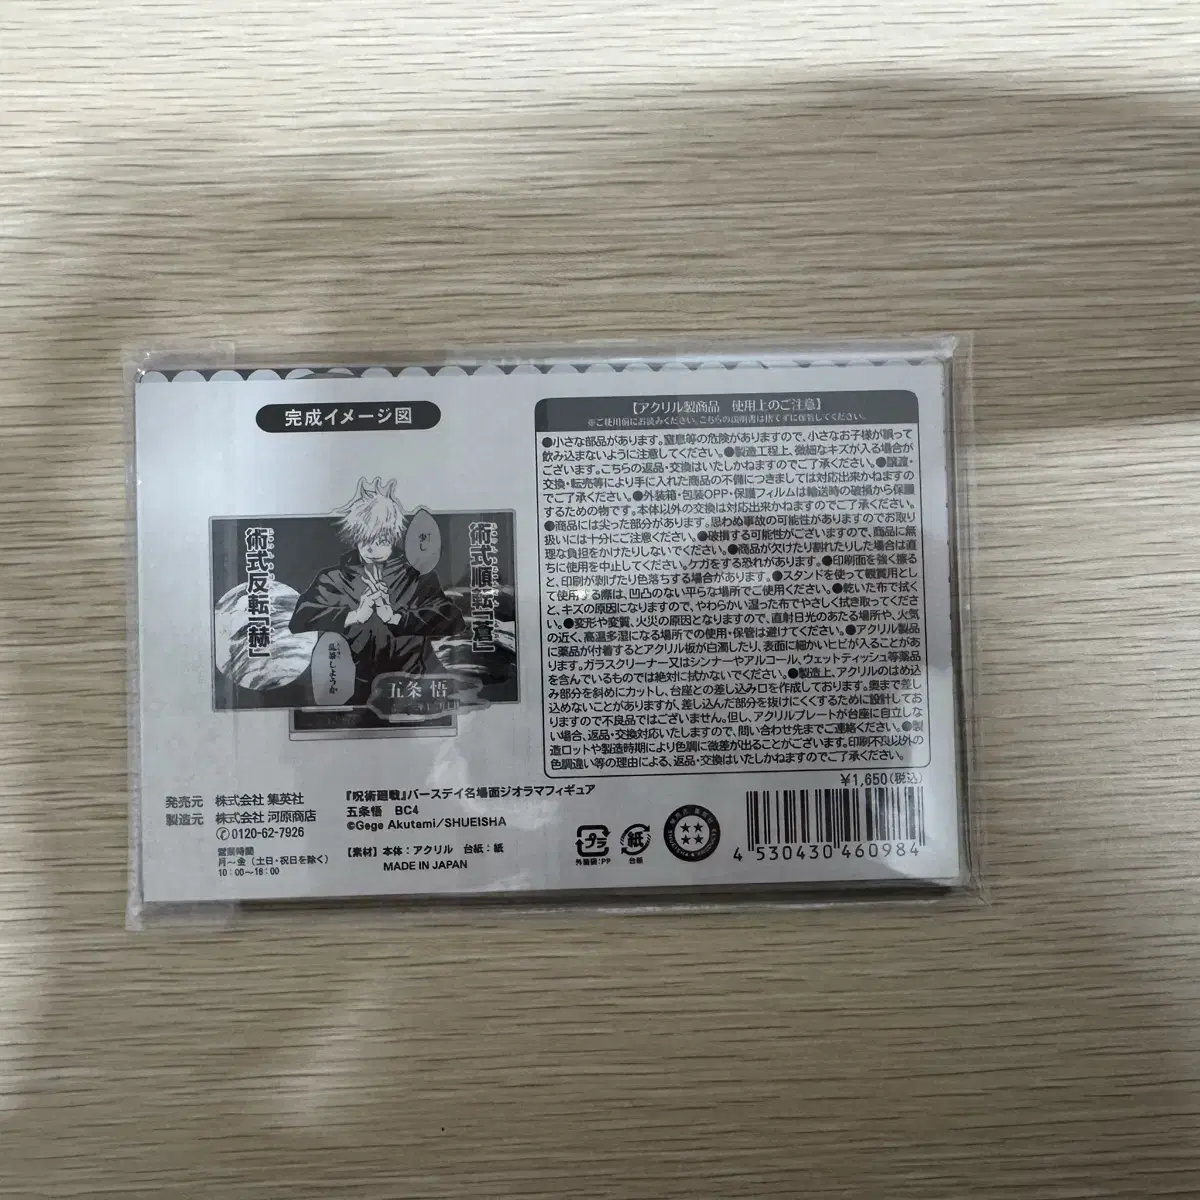 完成イメージ図
術式順転「蒼」
少し
術式反転「赫」
乱暴しようか
五条 悟
【アクリル製商品 使用上のご注意】
※ご使用前にお読みください。こちらの説明書は捨てずに保管してください。
●小さな部品があります。窒息等の危険がありますので、小さなお子様が誤って
飲み込まないように注意してください。●製造工程上、微細なキズが入る場合が
ございます。こちらの返品・交換はいたしかねますのでご了承ください。●譲渡・
交換・転売等により手に入れた商品の不備につきましては対応出来かねますの
でご了承ください。●外装箱・包装OPP・保護フィルムは輸送時の破損から保護
するための物です。本体以外の交換は対応出来かねますのでご了承ください。
●商品には尖った部分があります。思わぬ事故の可能性がありますのでお取り
扱いには十分にご注意ください。●破損する可能性がございますので、商品に無
理な負担をかけたりしないでください。●商品が欠けたり割れたりした場合は直
ちに使用を中止してください。ケガをする恐れがあります。●印刷面を強く擦る
と、印刷が剥げたり色落ちする場合があります。●スタンドを使って観賞用とし
て使用する際は、凹凸のない平らな場所でご使用ください。●乾いた布で拭く
と、キズの原因になりますので、やわらかい湿った布でやさしく拭き取ってくださ
い。●変形や変質、火災の原因となりますので、直射日光のあたる場所や、火気
の近く、高温多湿になる場所での使用・保管は避けてください。●アクリル製品
に薬品が付着するとアクリル板が白濁したり、表面に細かいヒビが入ることがあ
ります。ガラスクリーナー又はシンナーやアルコール、ウェットティッシュ等薬品
を含んでいるものでは絶対に拭かないでください。●製造上、アクリルのはめ込
み部分を斜めにカットし、台座との差し込み口を作成しております。奥まで差し
込めないことがありますが、差し込んだ部分を抜けにくくするために設計してお
りますので不良品ではございません。但し、アクリルプレートが台座に自立しな
い場合、返品・交換対応いたしますので、問い合わせ先までご連絡ください。●製
造ロットや製造時期により色調に微差が出ることがございます。印刷不良以外の
色調違い等の理由による、返品・交換はいたしかねますのでご了承ください。
¥1,650(税込)
発売元 株式会社 集英社
製造元 株式会社 河原商店
0120-62-7926
営業時間
月～金(土日・祝日を除く)
10:00～16:00
『呪術廻戦』バースデイ名場面ジオラマフィギュア
五条悟 BC4
©Gege Akutami/SHUEISHA
【素材】本体:アクリル 台紙:紙
MADE IN JAPAN
プラ
外装袋:PP
紙
台紙
4 530430 460984